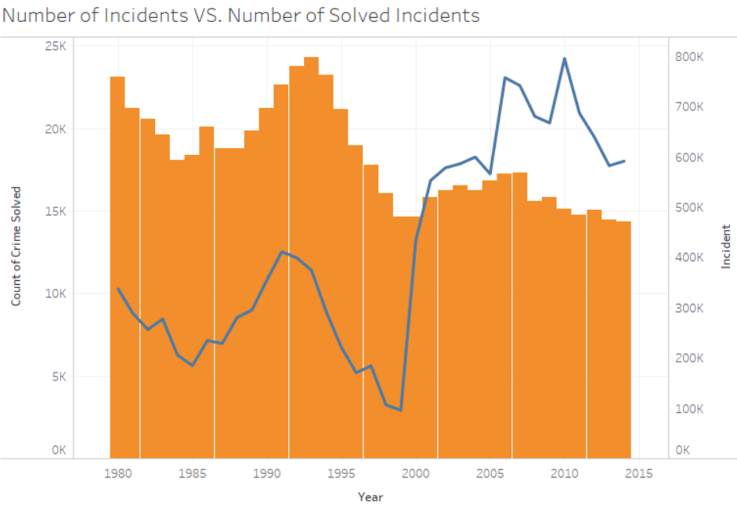 Number of Incidents VS. Number of Solved Incidents
25K
20K
15K
10K
5K
0K
Count of Crime Solved
800K
700K
600K
500K
400K
300K
200K
100K
0K
Incident
1980 1985 1990 1995 2000 2005 2010 2015
Year